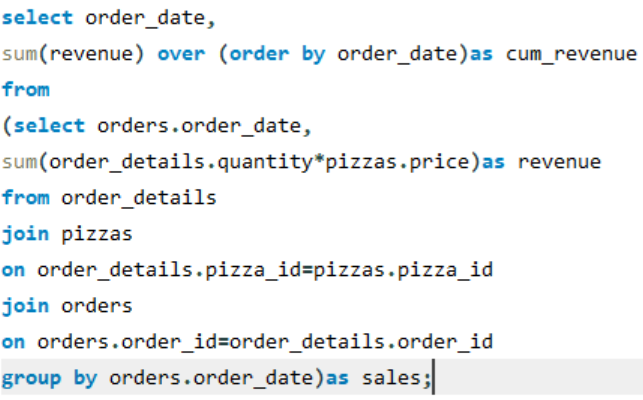 select order_date,
sum(revenue) over (order by order_date)as cum_revenue
from
(select orders.order_date,
sum(order_details.quantity*pizzas.price)as revenue
from order_details
join pizzas
on order_details.pizza_id=pizzas.pizza_id
join orders
on orders.order_id=order_details.order_id
group by orders.order_date)as sales;